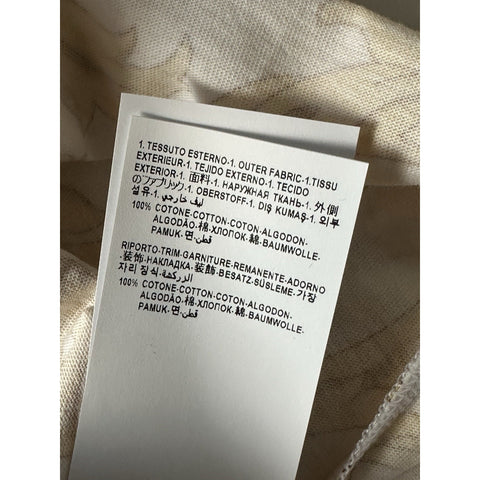 1. TESSUTO ESTERNO-1. OUTER FABRIC-1.TISSU
EXTERIEUR-1. TEJIDO EXTERNO-1. TECIDO
EXTERIOR-1. 面料-1. НАРУЖНАЯ ТКАНЬ-1. 外側
のファブリック-1. OBERSTOFF-1. DIŞ KUMAŞ-1. 외부
섬유-1. ليف خارجي
100% COTONE-COTTON-COTON-ALGODON-
ALGODÃO-棉-ХЛОПОК-綿-BAUMWOLLE-
PAMUK-면-قطن
RIPORTO-TRIM-GARNITURE-REMANENTE-ADORNO
-装饰-НАКЛАДКА-装飾-BESATZ-SÜSLEME-가장
자리 장식-الزركشة
100% COTONE-COTTON-COTON-ALGODON-
ALGODÃO-棉-ХЛОПОК-綿-BAUMWOLLE-
PAMUK-면-قطن